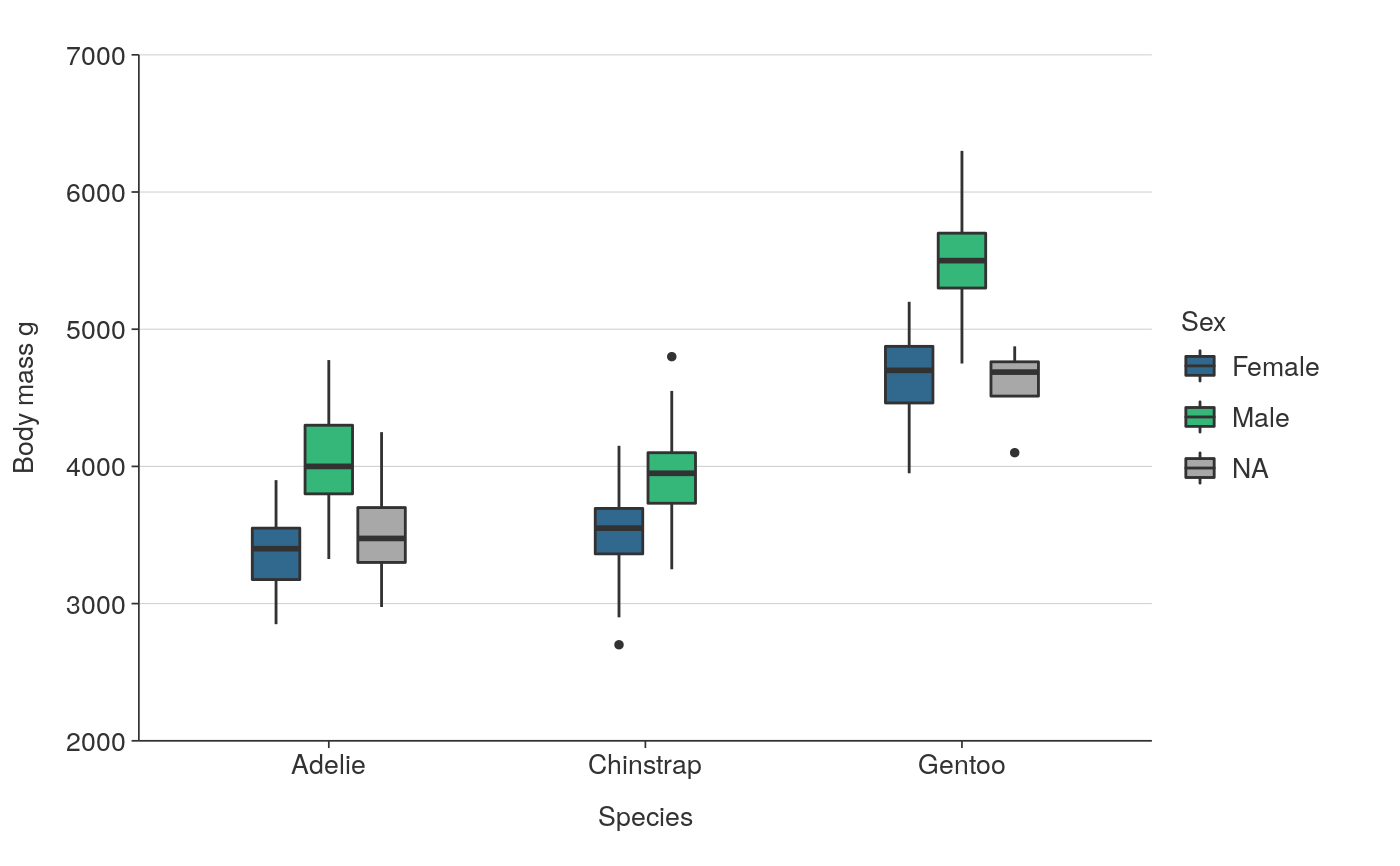 7000
6000
5000
4000
3000
2000
Body mass g
Adelie Chinstrap Gentoo
Species
Sex
Female
Male
NA